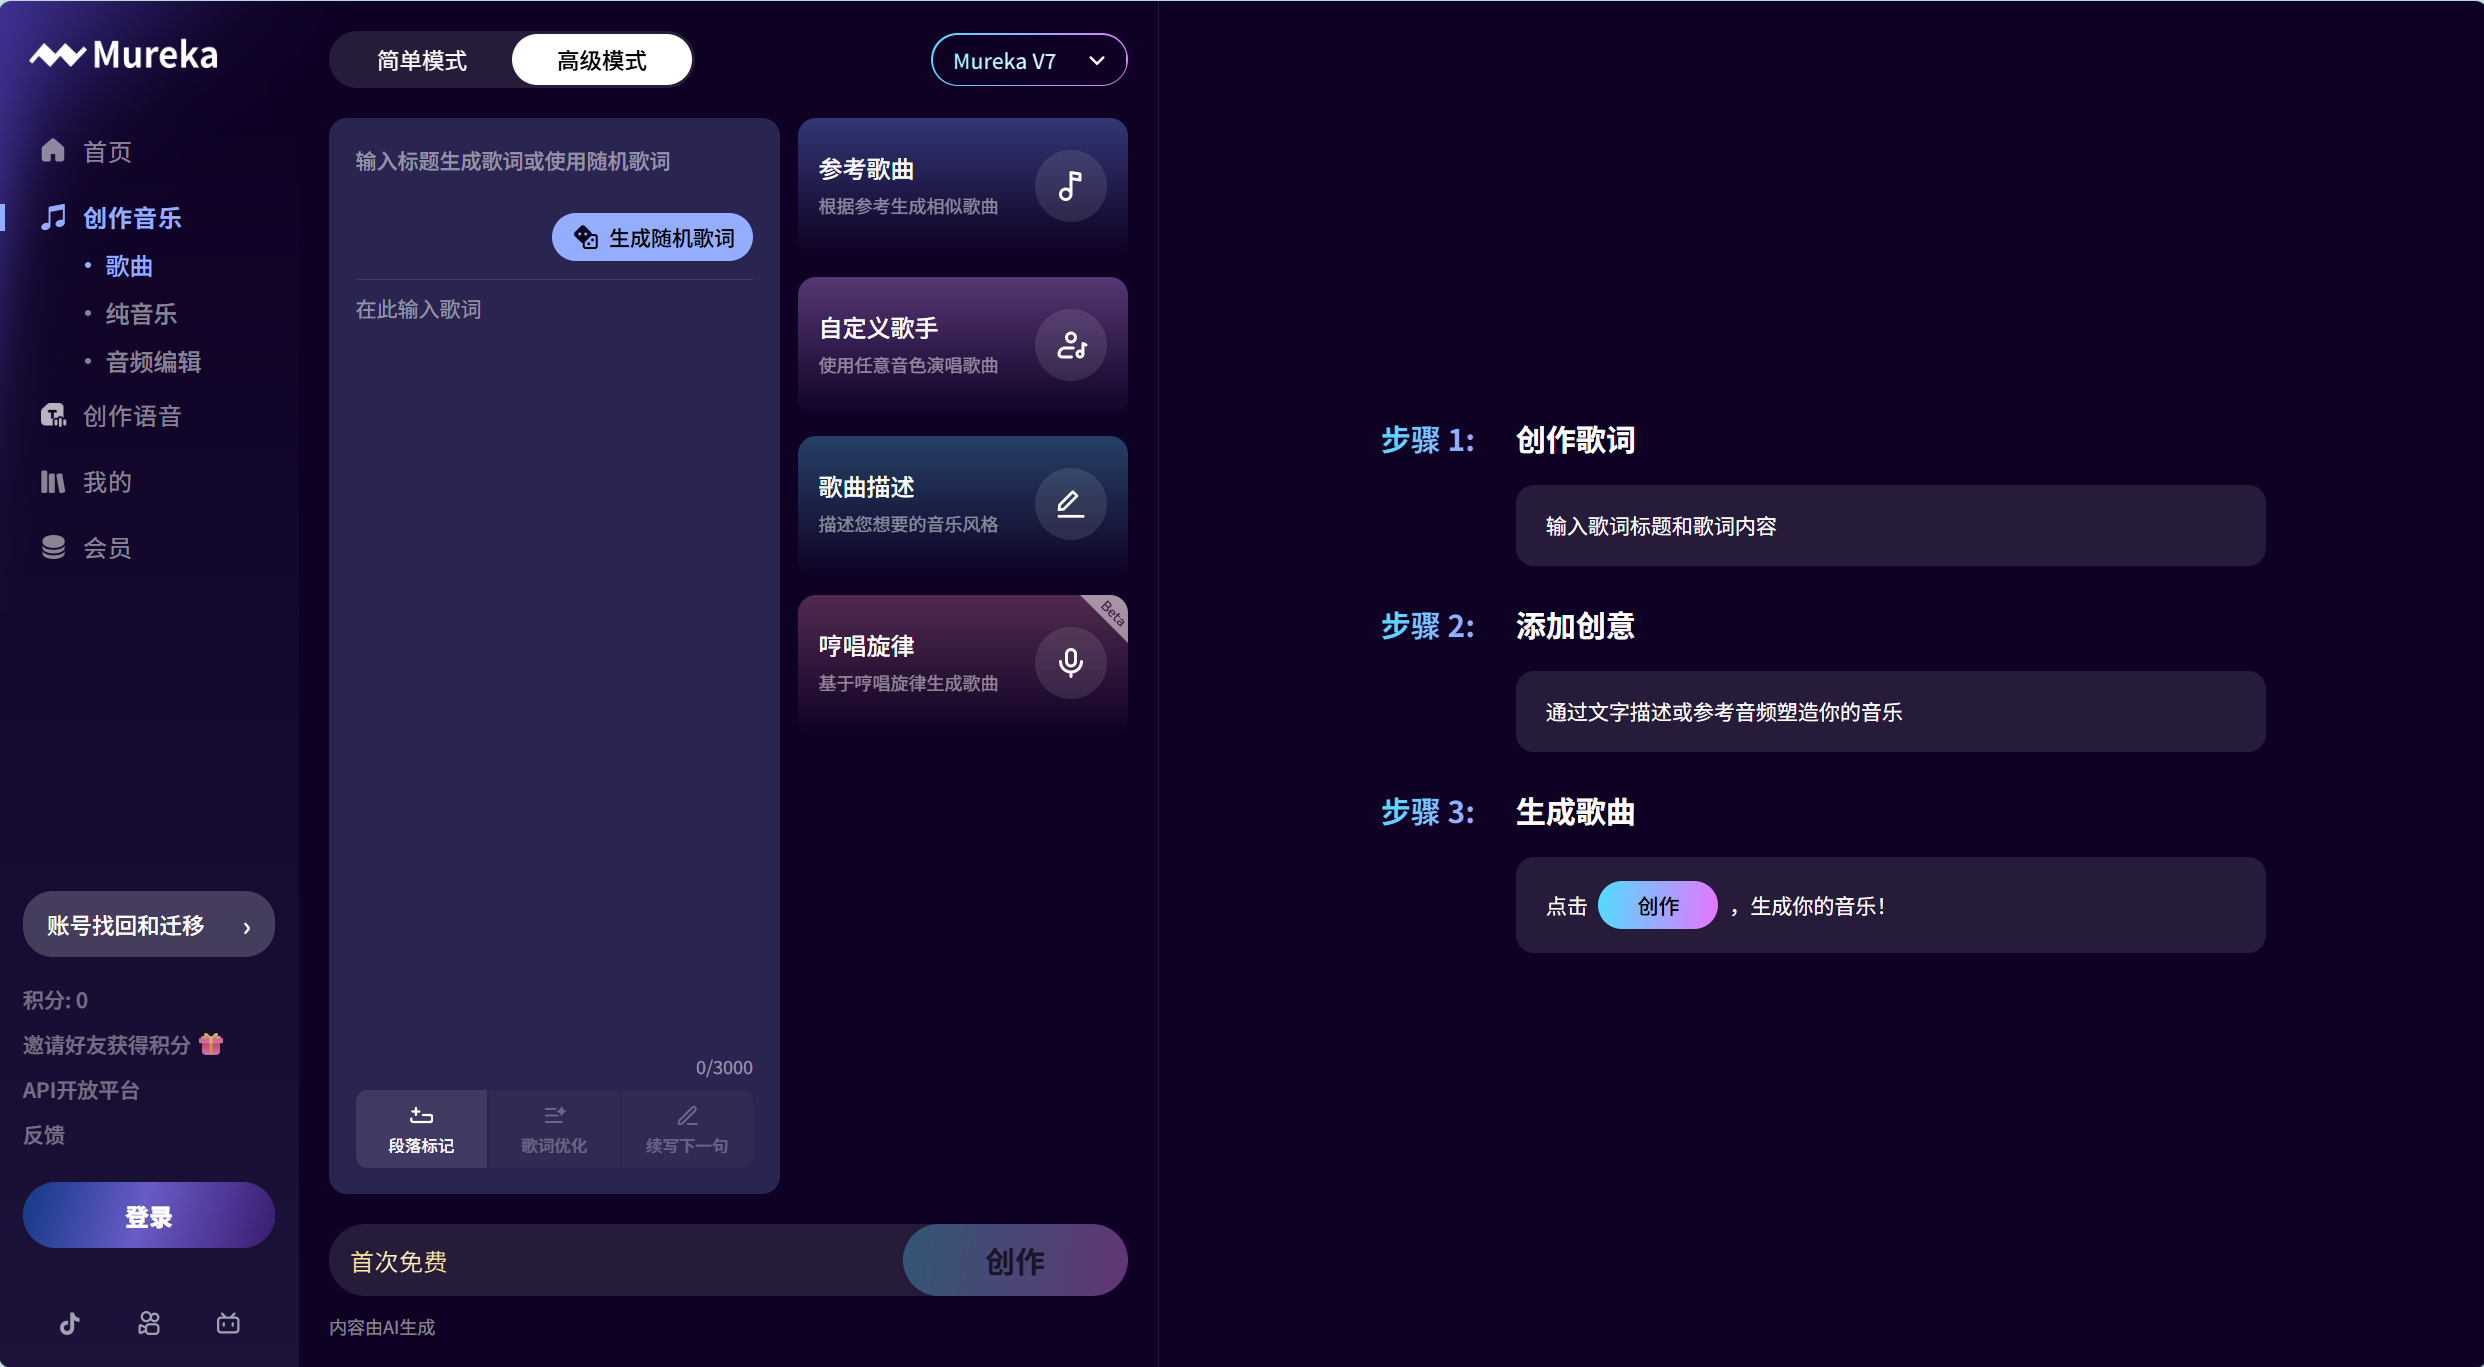 Mureka
首页
创作音乐
歌曲
纯音乐
音频编辑
创作语音
我的
会员
账号找回和迁移
积分: 0
邀请好友获得积分
API开放平台
反馈
登录
简单模式
高级模式
Mureka V7
输入标题生成歌词或使用随机歌词
生成随机歌词
在此输入歌词
0/3000
段落标记
歌词优化
续写下一句
参考歌曲
根据参考生成相似歌曲
自定义歌手
使用任意音色演唱歌曲
歌曲描述
描述您想要的音乐风格
Beta
哼唱旋律
基于哼唱旋律生成歌曲
首次免费
创作
内容由AI生成
步骤 1: 创作歌词
输入歌词标题和歌词内容
步骤 2: 添加创意
通过文字描述或参考音频塑造你的音乐
步骤 3: 生成歌曲
点击 创作 ，生成你的音乐！